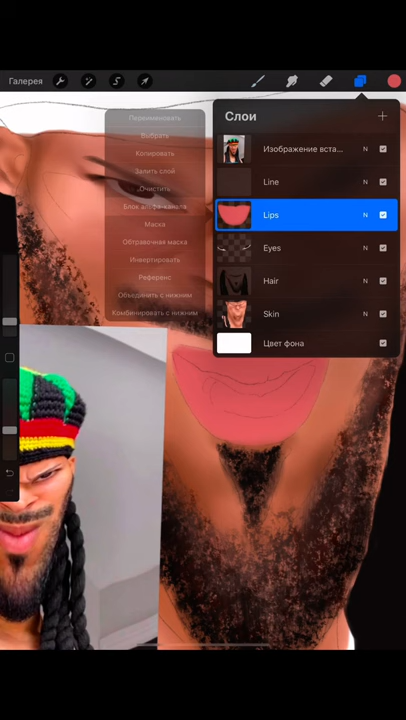 Галерея
Слои
Переименовать
Выбрать
Копировать
Залить слой
Очистить
Блок альфа-канала
Маска
Обтравочная маска
Инвертировать
Референс
Объединить с нижним
Комбинировать с нижним
Изображение вста... N
Line N
Lips N
Eyes N
Hair N
Skin N
Цвет фона